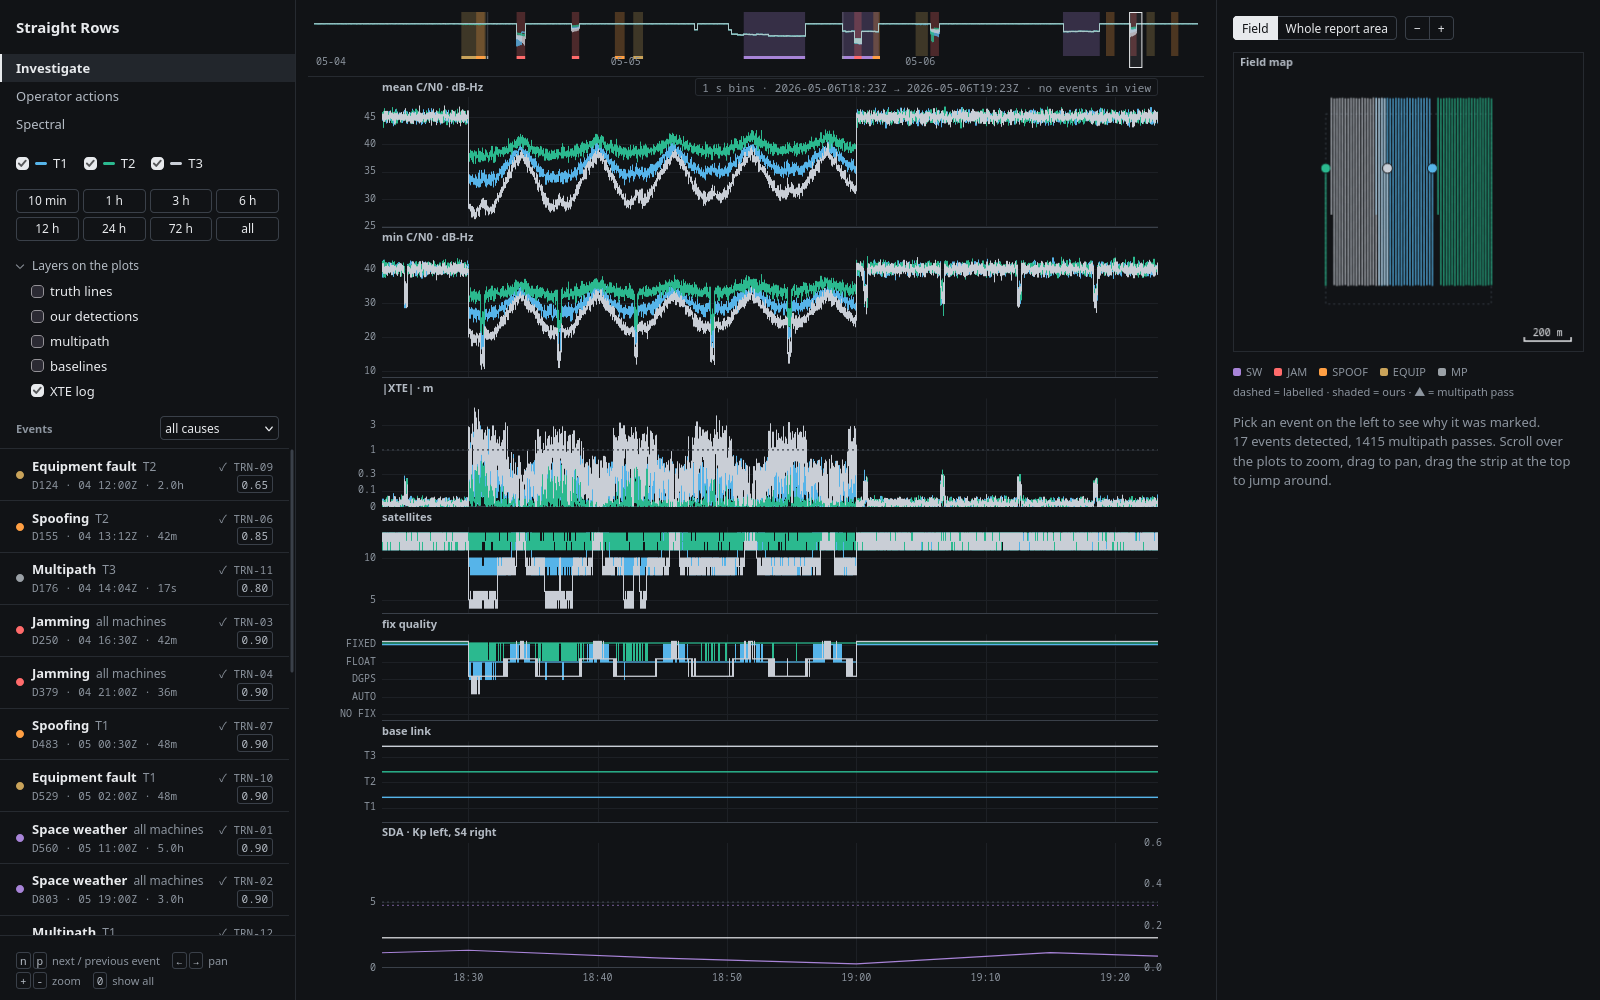 Straight Rows
Investigate
Operator actions
Spectral
T1 T2 T3
10 min 1 h 3 h 6 h
12 h 24 h 72 h all
Layers on the plots
truth lines
our detections
multipath
baselines
XTE log
Events all causes
Equipment fault T2 ✓ TRN-09
D124 · 04 12:00Z · 2.0h 0.65
Spoofing T2 ✓ TRN-06
D155 · 04 13:12Z · 42m 0.85
Multipath T3 ✓ TRN-11
D176 · 04 14:04Z · 17s 0.80
Jamming all machines ✓ TRN-03
D250 · 04 16:30Z · 42m 0.90
Jamming all machines ✓ TRN-04
D379 · 04 21:00Z · 36m 0.90
Spoofing T1 ✓ TRN-07
D483 · 05 00:30Z · 48m 0.90
Equipment fault T1 ✓ TRN-10
D529 · 05 02:00Z · 48m 0.90
Space weather all machines ✓ TRN-01
D560 · 05 11:00Z · 5.0h 0.90
Space weather all machines ✓ TRN-02
D803 · 05 19:00Z · 3.0h 0.90
Multipath T1 ✓ TRN-12
n p next / previous event ← → pan
+ - zoom 0 show all
05-04 05-05 05-06
mean C/N0 · dB-Hz
1 s bins · 2026-05-06T18:23Z → 2026-05-06T19:23Z · no events in view
45
40
35
30
25
min C/N0 · dB-Hz
40
30
20
10
|XTE| · m
3
1
0.3
0.1
0
satellites
10
5
fix quality
FIXED
FLOAT
DGPS
AUTO
NO FIX
base link
T3
T2
T1
SDA · Kp left, S4 right
0.6
0.4
5
0.2
0 0.0
18:30 18:40 18:50 19:00 19:10 19:20
Field Whole report area − +
Field map
200 m
SW JAM SPOOF EQUIP MP
dashed = labelled · shaded = ours · ▲ = multipath pass
Pick an event on the left to see why it was marked.
17 events detected, 1415 multipath passes. Scroll over
the plots to zoom, drag to pan, drag the strip at the top
to jump around.